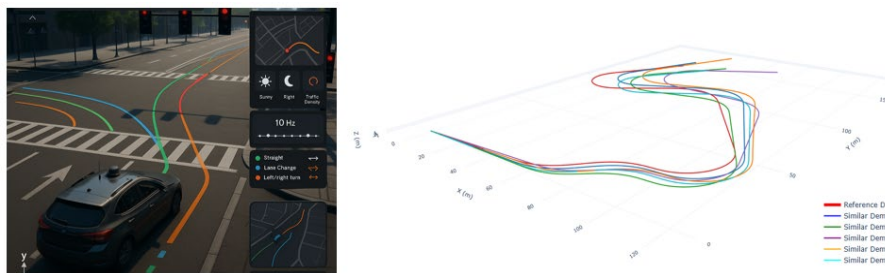 Sunny
Right
Traffic
Density
10 Hz
Straight
Lane Change
Left/right turn
y
Z (m)
0
20
40
60
80
100
120
X (m)
0
50
100
15
Y (m)
Reference D
Similar Dem
Similar Dem
Similar Dem
Similar Dem
Similar Dem